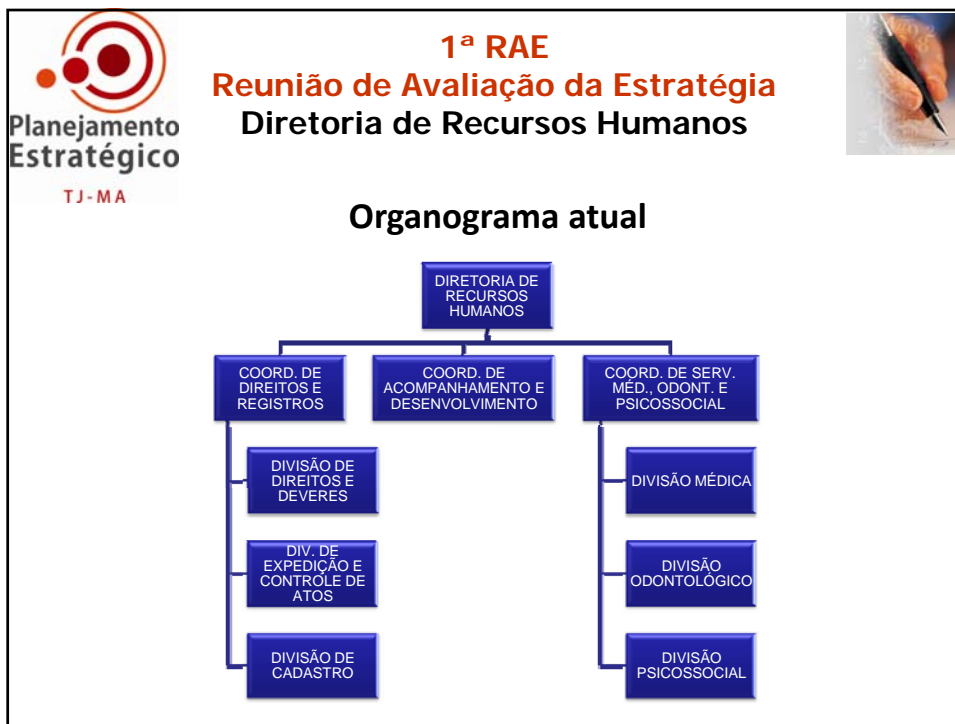 Planejamento
Estratégico
TJ-MA
1ª RAE
Reunião de Avaliação da Estratégia
Diretoria de Recursos Humanos
Organograma atual
DIRETORIA DE
RECURSOS
HUMANOS
COORD. DE
DIREITOS E
REGISTROS
COORD. DE
ACOMPANHAMENTO E
DESENVOLVIMENTO
COORD. DE SERV.
MÉD., ODONT. E
PSICOSSOCIAL
DIVISÃO DE
DIREITOS E
DEVERES
DIV. DE
EXPEDIÇÃO E
CONTROLE DE
ATOS
DIVISÃO DE
CADASTRO
DIVISÃO MÉDICA
DIVISÃO
ODONTOLÓGICO
DIVISÃO
PSICOSSOCIAL